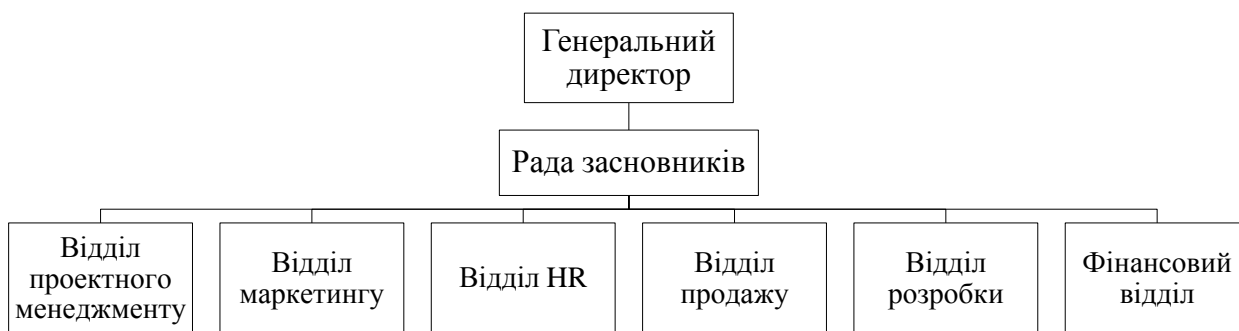 Генеральний
директор
Рада засновників
Відділ
проектного
менеджменту
Відділ
маркетингу
Відділ HR
Відділ
продажу
Відділ
розробки
Фінансовий
відділ